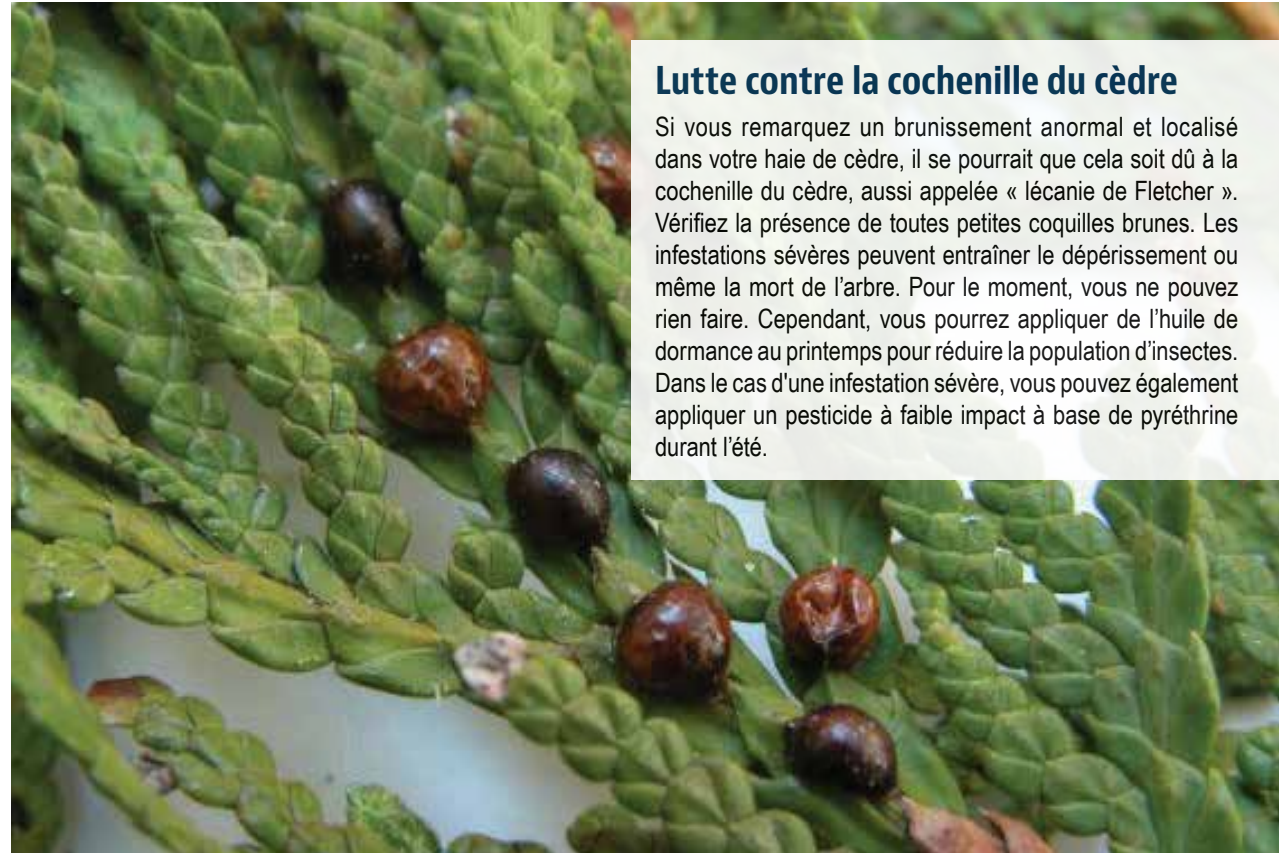 Lutte contre la cochenille du cèdre
Si vous remarquez un brunissement anormal et localisé
dans votre haie de cèdre, il se pourrait que cela soit dû à la
cochenille du cèdre, aussi appelée « lécanie de Fletcher ».
Vérifiez la présence de toutes petites coquilles brunes. Les
infestations sévères peuvent entraîner le dépérissement ou
même la mort de l’arbre. Pour le moment, vous ne pouvez
rien faire. Cependant, vous pourrez appliquer de l’huile de
dormance au printemps pour réduire la population d’insectes.
Dans le cas d'une infestation sévère, vous pouvez également
appliquer un pesticide à faible impact à base de pyréthrine
durant l’été.